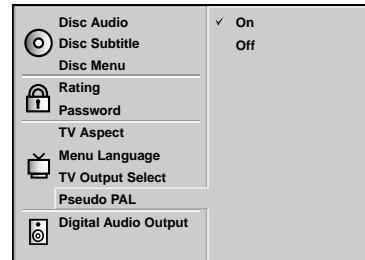 Disc Audio
Disc Subtitle
Disc Menu
Rating
Password
TV Aspect
Menu Language
TV Output Select
Pseudo PAL
Digital Audio Output
✓ On
Off